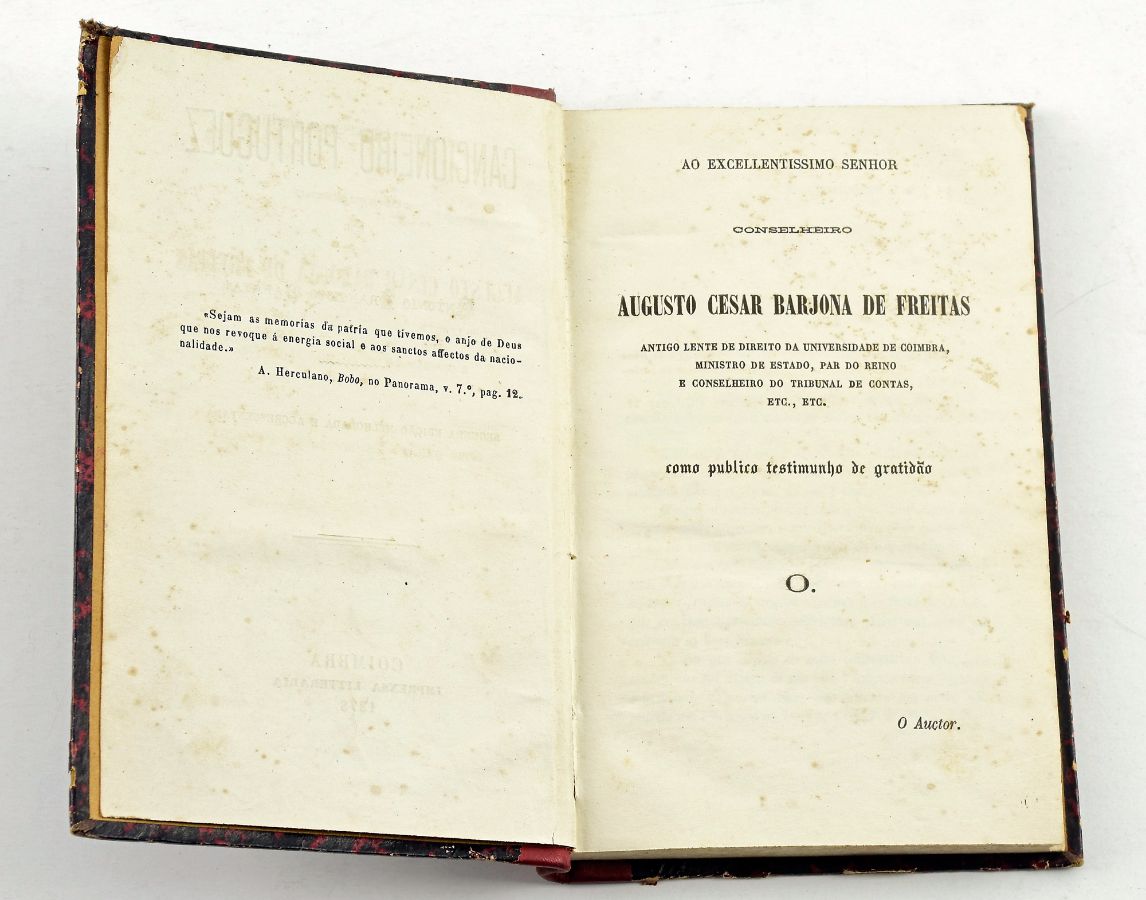 «Sejam as memorias da patria que tivemos, o anjo de Deus
que nos revoque á energia social e aos sanctos affectos da nacio-
nalidade.»
A. Herculano, Bobo, no Panorama, v. 7.º, pag. 12.
AO EXCELLENTISSIMO SENHOR
CONSELHEIRO
AUGUSTO CESAR BARJONA DE FREITAS
ANTIGO LENTE DE DIREITO DA UNIVERSIDADE DE COIMBRA,
MINISTRO DE ESTADO, PAR DO REINO
E CONSELHEIRO DO TRIBUNAL DE CONTAS,
ETC., ETC.
como publico testimunho de gratidão
O.
O Auctor.